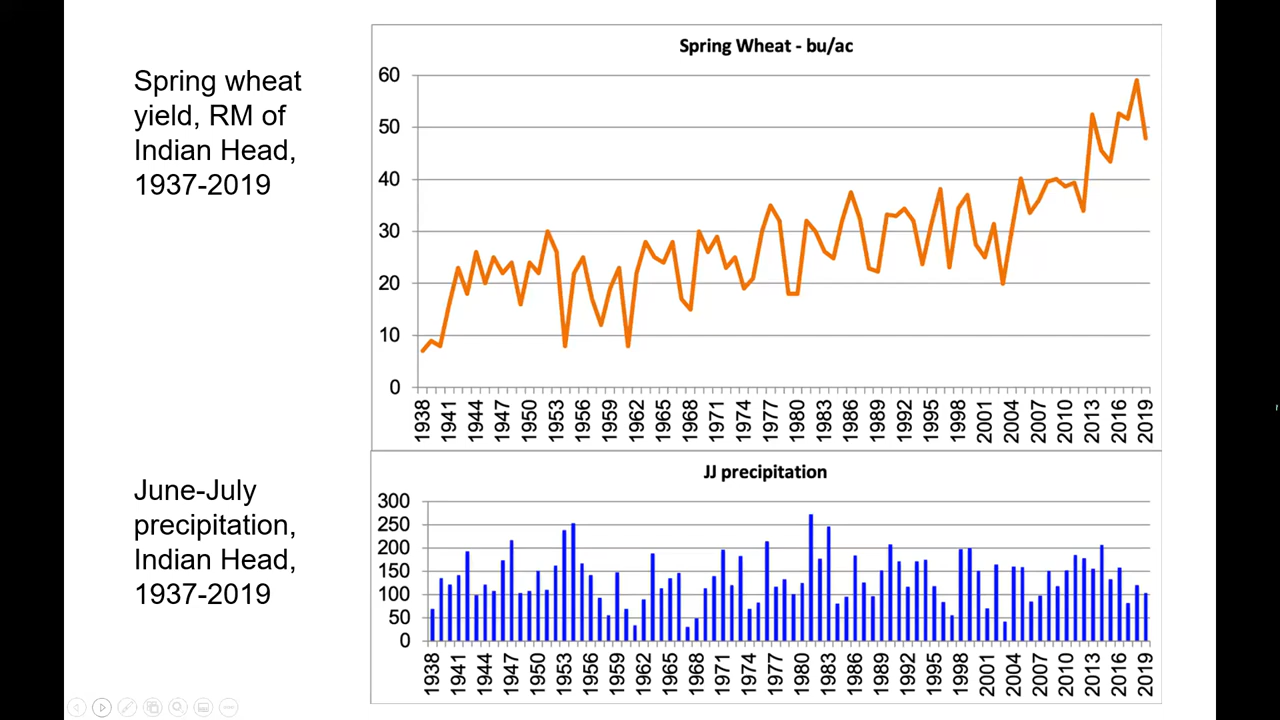 Spring wheat
yield, RM of
Indian Head,
1937-2019
Spring Wheat - bu/ac
60
50
40
30
20
10
0
1938 1941 1944 1947 1950 1953 1956 1959 1962 1965 1968 1971 1974 1977 1980 1983 1986 1989 1992 1995 1998 2001 2004 2007 2010 2013 2016 2019
June-July
precipitation,
Indian Head,
1937-2019
JJ precipitation
300
250
200
150
100
50
0
1938 1941 1944 1947 1950 1953 1956 1959 1962 1965 1968 1971 1974 1977 1980 1983 1986 1989 1992 1995 1998 2001 2004 2007 2010 2013 2016 2019